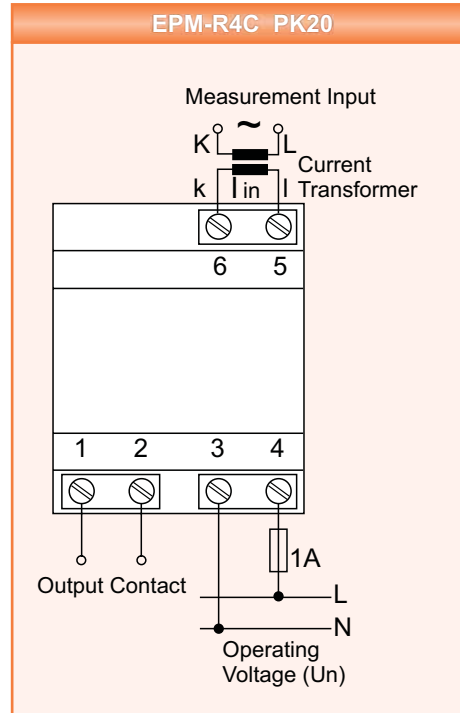 EPM-R4C PK20
Measurement Input
~
K L
Current
Transformer
k I in l
6 5
1 2 3 4
1A
Output Contact
L
N
Operating
Voltage (Un)